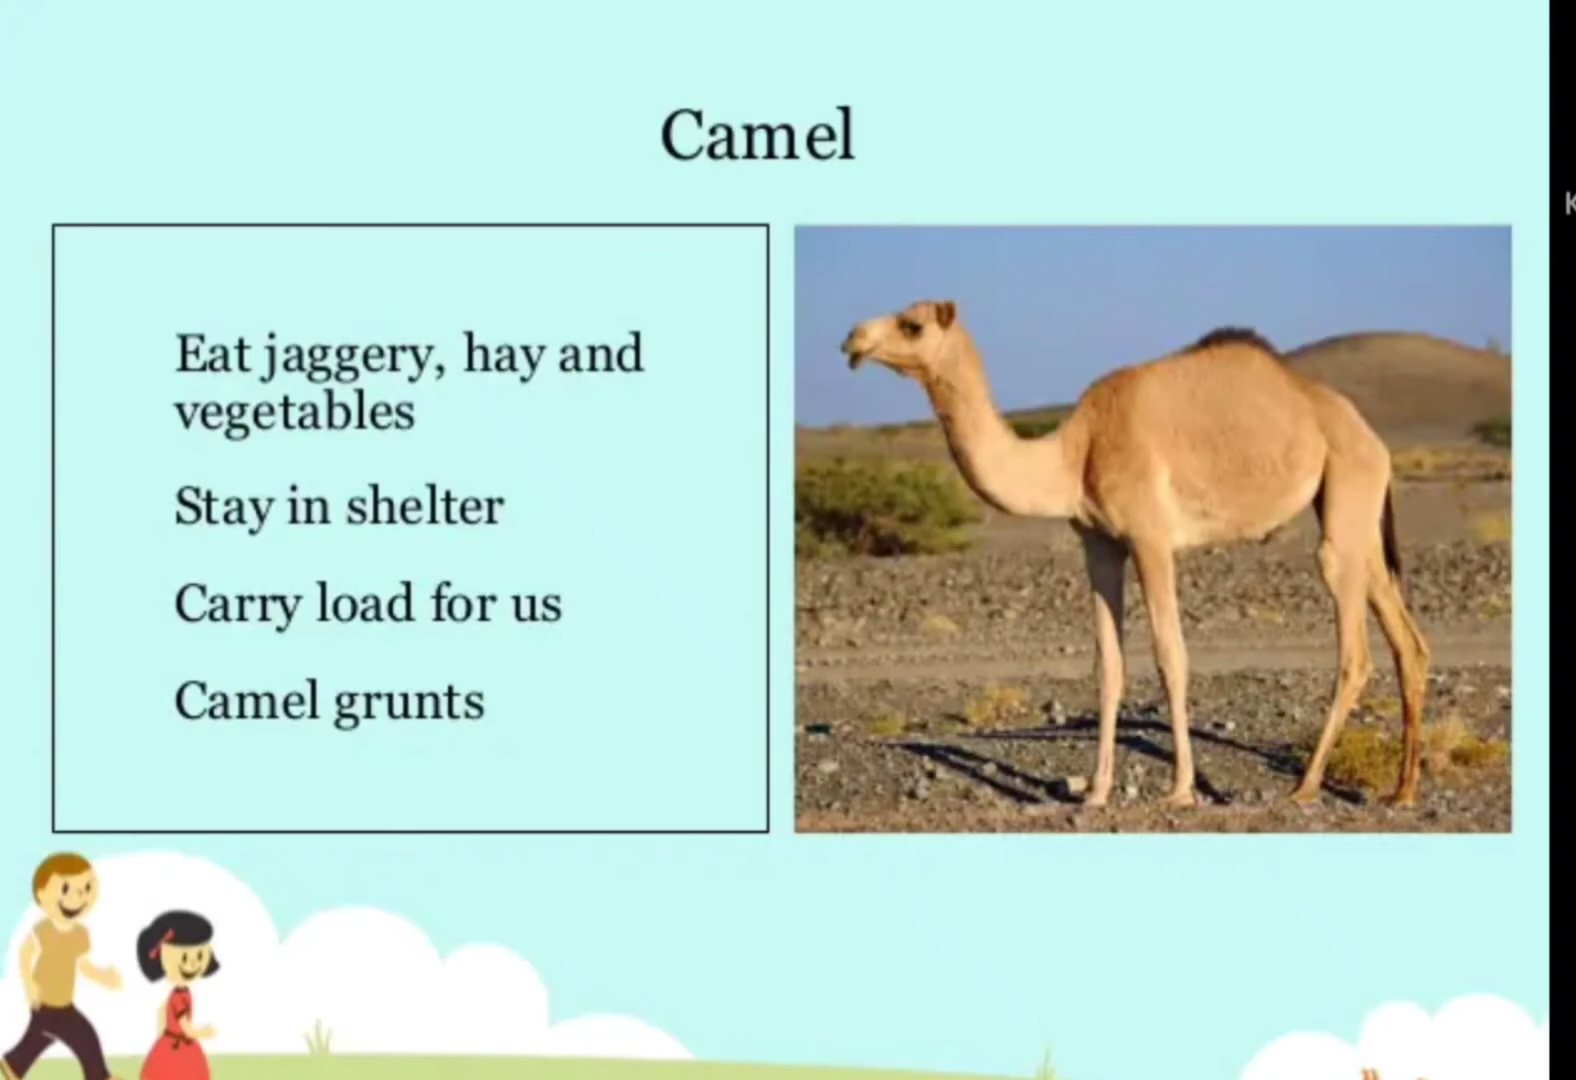 Camel
Eat jaggery, hay and
vegetables
Stay in shelter
Carry load for us
Camel grunts
K